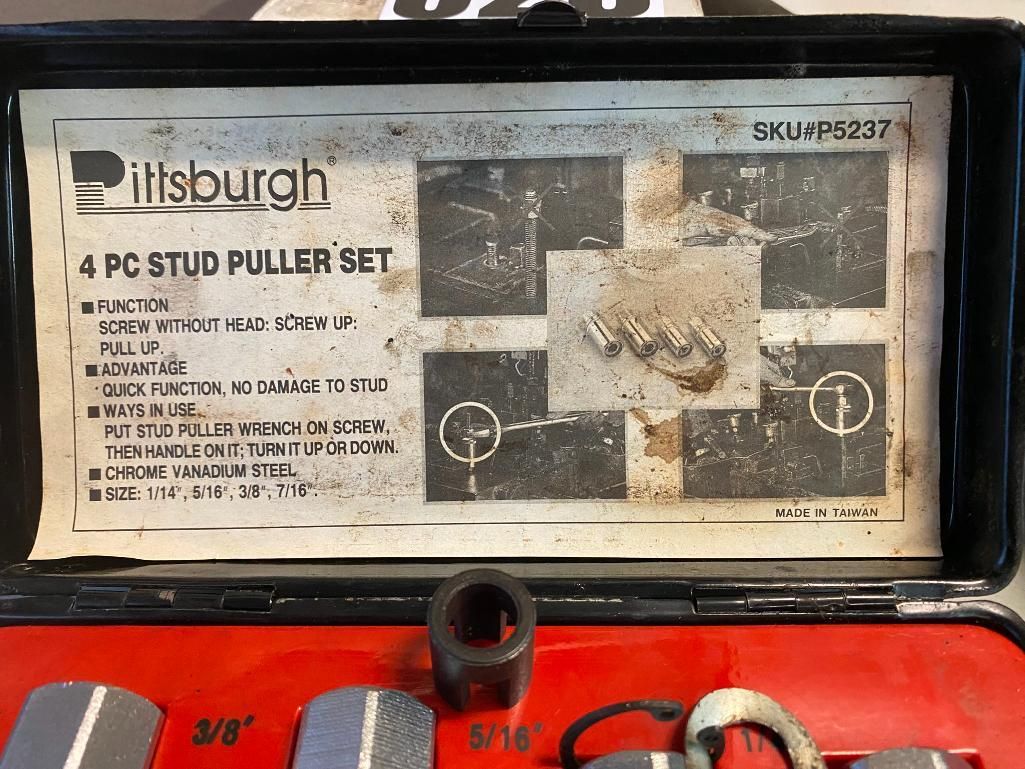 SKU#P5237
Pittsburgh®
4 PC STUD PULLER SET
■ FUNCTION
SCREW WITHOUT HEAD: SCREW UP:
PULL UP.
■ ADVANTAGE
QUICK FUNCTION, NO DAMAGE TO STUD
■ WAYS IN USE
PUT STUD PULLER WRENCH ON SCREW,
THEN HANDLE ON IT; TURN IT UP OR DOWN.
■ CHROME VANADIUM STEEL
■ SIZE: 1/14", 5/16", 3/8", 7/16".
MADE IN TAIWAN
3/8"
5/16"